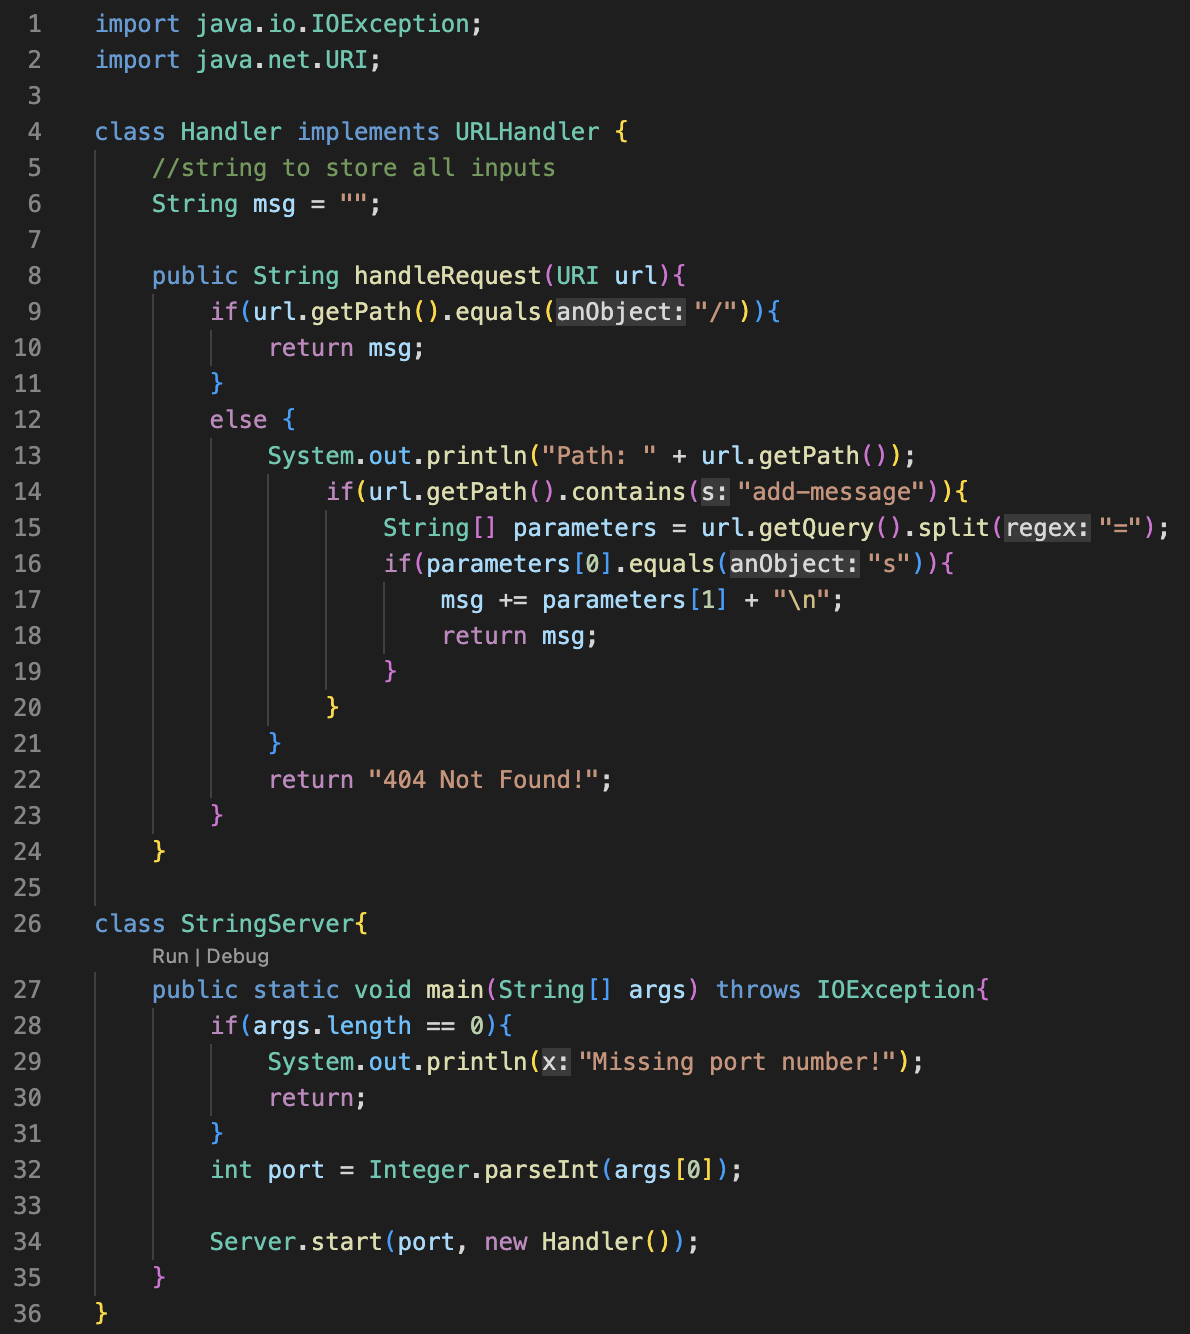 1 import java.io.IOException;
2 import java.net.URI;
3
4 class Handler implements URLHandler {
5     //string to store all inputs
6     String msg = "";
7
8     public String handleRequest(URI url){
9         if(url.getPath().equals(anObject: "/")){
10             return msg;
11         }
12         else {
13             System.out.println("Path: " + url.getPath());
14                 if(url.getPath().contains(s: "add-message")){
15                     String[] parameters = url.getQuery().split(regex: "=");
16                     if(parameters[0].equals(anObject: "s")){
17                         msg += parameters[1] + "\n";
18                         return msg;
19                     }
20                 }
21             }
22             return "404 Not Found!";
23         }
24     }
25
26 class StringServer{
Run | Debug
27     public static void main(String[] args) throws IOException{
28         if(args.length == 0){
29             System.out.println(x: "Missing port number!");
30             return;
31         }
32         int port = Integer.parseInt(args[0]);
33
34         Server.start(port, new Handler());
35     }
36 }